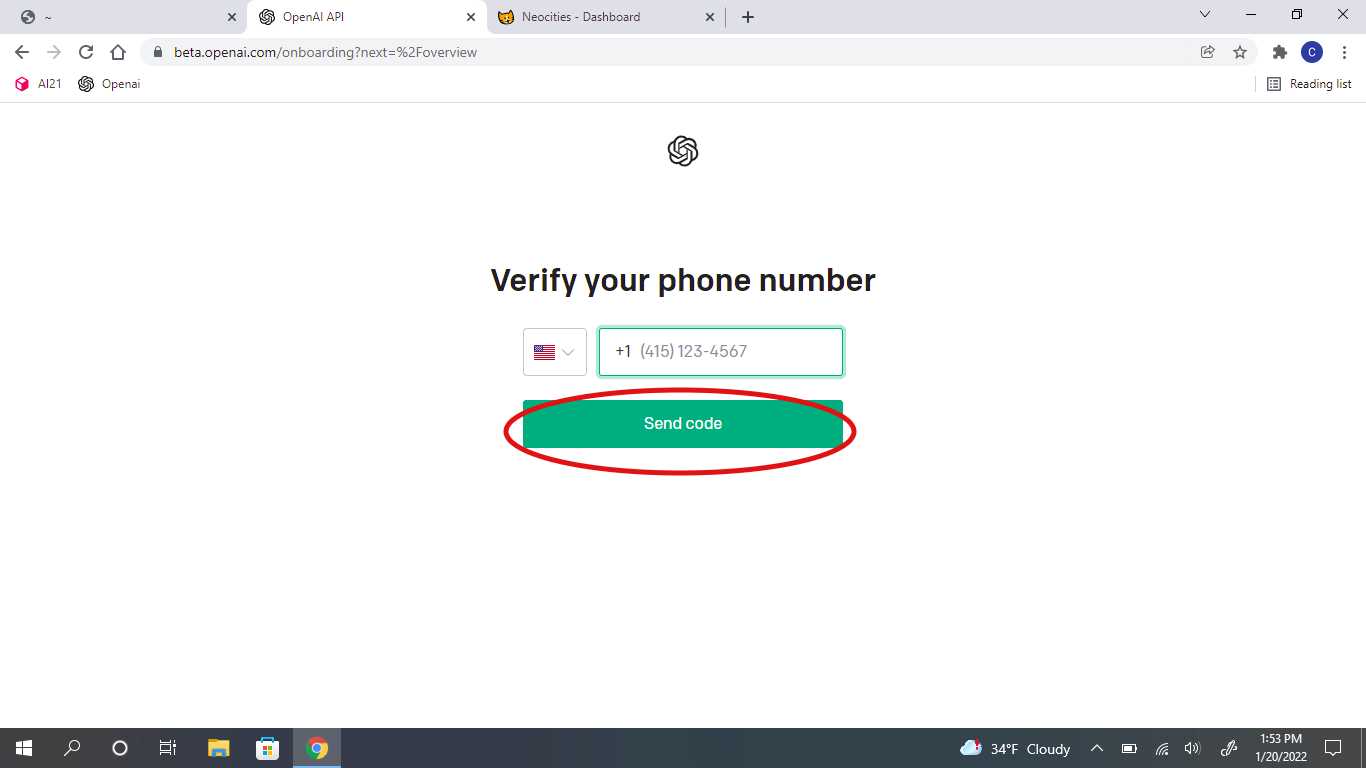 ~
OpenAI API
Neocities - Dashboard
beta.openai.com/onboarding?next=%2Foverview
C
AI21
Openai
Reading list
Verify your phone number
+1 (415) 123-4567
Send code
34°F Cloudy
1:53 PM
1/20/2022